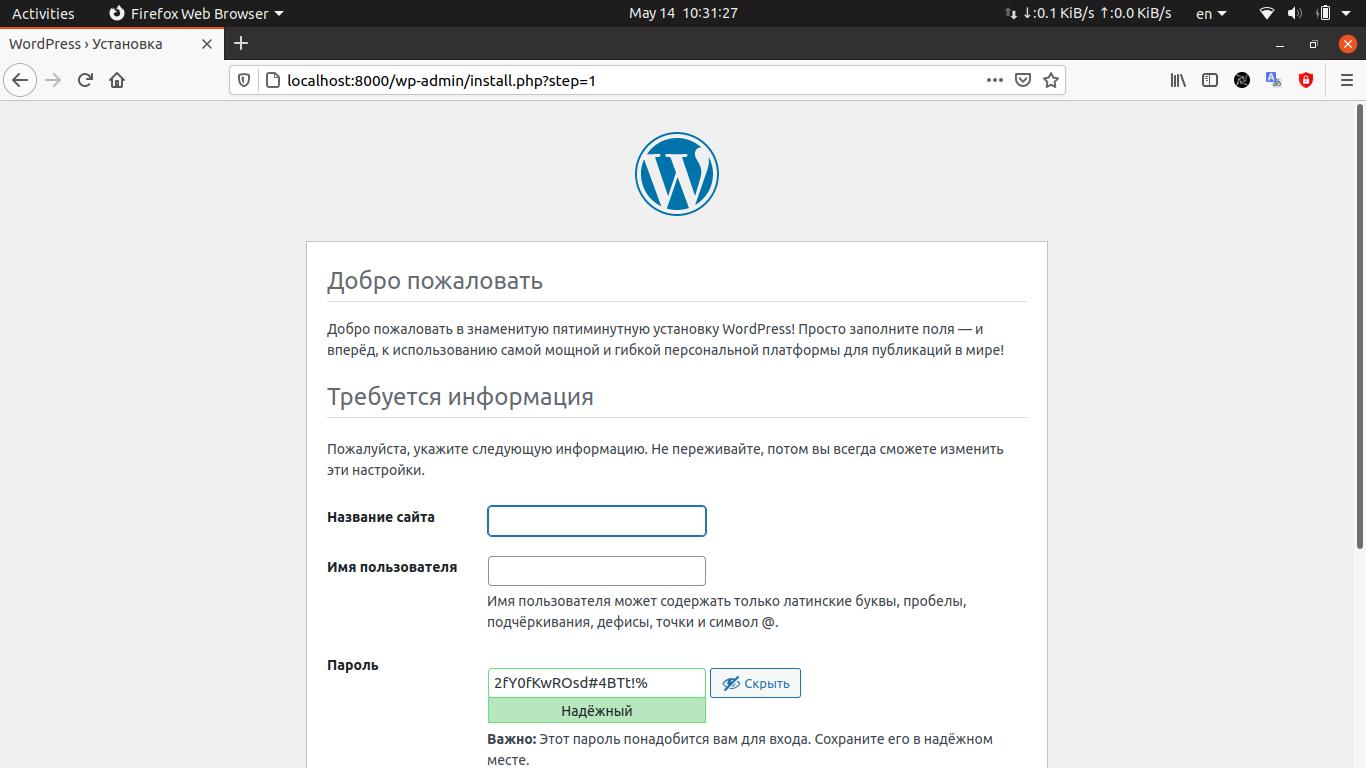 Activities Firefox Web Browser May 14 10:31:27 ↓:0.1 KiB/s ↑:0.0 KiB/s en
WordPress › Установка
localhost:8000/wp-admin/install.php?step=1
Добро пожаловать
Добро пожаловать в знаменитую пятиминутную установку WordPress! Просто заполните поля — и
вперёд, к использованию самой мощной и гибкой персональной платформы для публикаций в мире!
Требуется информация
Пожалуйста, укажите следующую информацию. Не переживайте, потом вы всегда сможете изменить
эти настройки.
Название сайта
Имя пользователя
Имя пользователя может содержать только латинские буквы, пробелы,
подчёркивания, дефисы, точки и символ @.
Пароль
2fY0fKwROsd#4BTt!% Скрыть
Надёжный
Важно: Этот пароль понадобится вам для входа. Сохраните его в надёжном
месте.